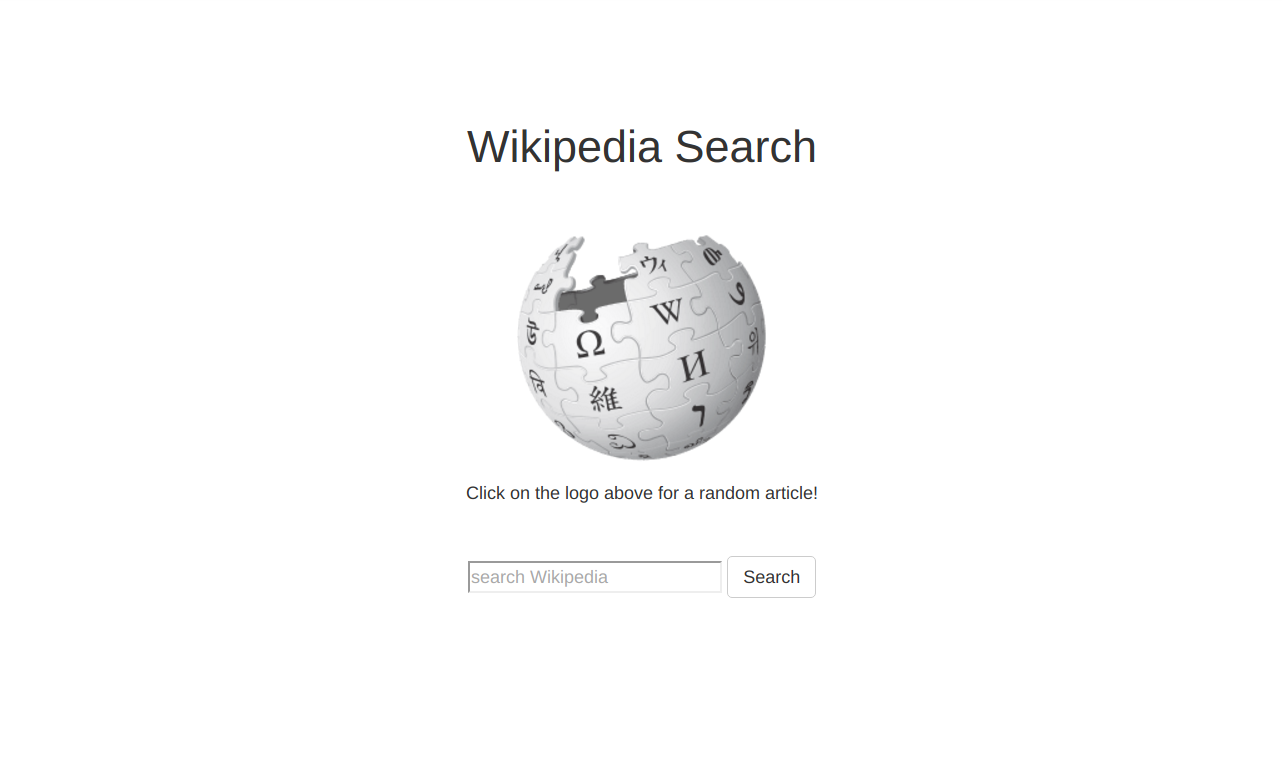 Wikipedia Search
ウィ
W
Ω
И
維
ו
Click on the logo above for a random article!
search Wikipedia Search